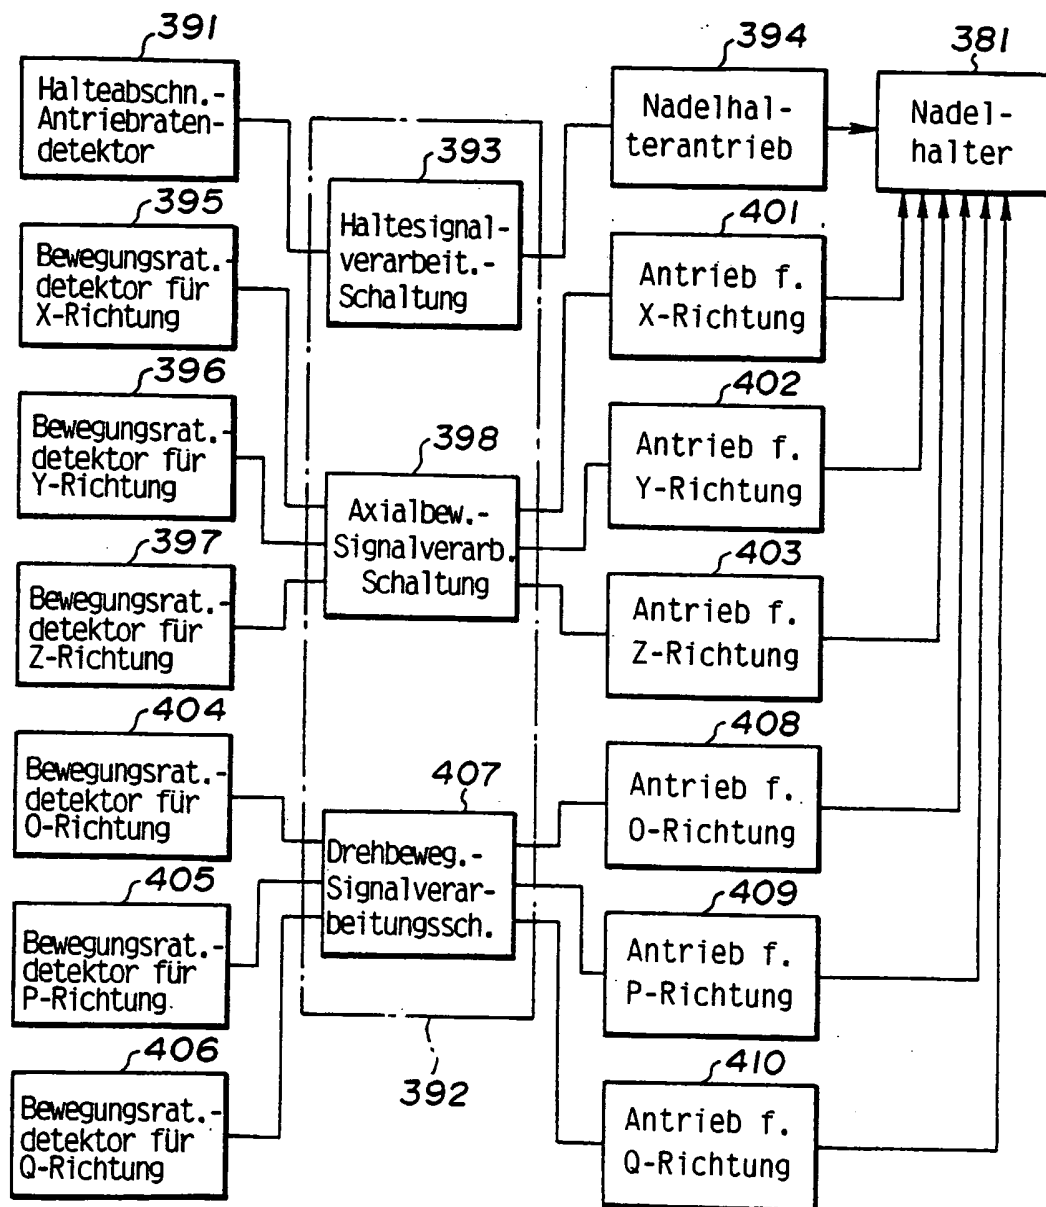 391
Halteabschn.-
Antriebraten-
detektor
393
Haltesignal-
verarbeit.-
Schaltung
394
Nadelhal-
terantrieb
381
Nadel-
halter
395
Bewegungsrat.-
detektor für
X-Richtung
401
Antrieb f.
X-Richtung
396
Bewegungsrat.-
detektor für
Y-Richtung
398
Axialbew.-
Signalverarb.
Schaltung
402
Antrieb f.
Y-Richtung
397
Bewegungsrat.-
detektor für
Z-Richtung
403
Antrieb f.
Z-Richtung
404
Bewegungsrat.-
detektor für
O-Richtung
407
Drehbeweg.-
Signalverar-
beitungssch.
408
Antrieb f.
O-Richtung
405
Bewegungsrat.-
detektor für
P-Richtung
409
Antrieb f.
P-Richtung
406
Bewegungsrat.-
detektor für
Q-Richtung
392
410
Antrieb f.
Q-Richtung